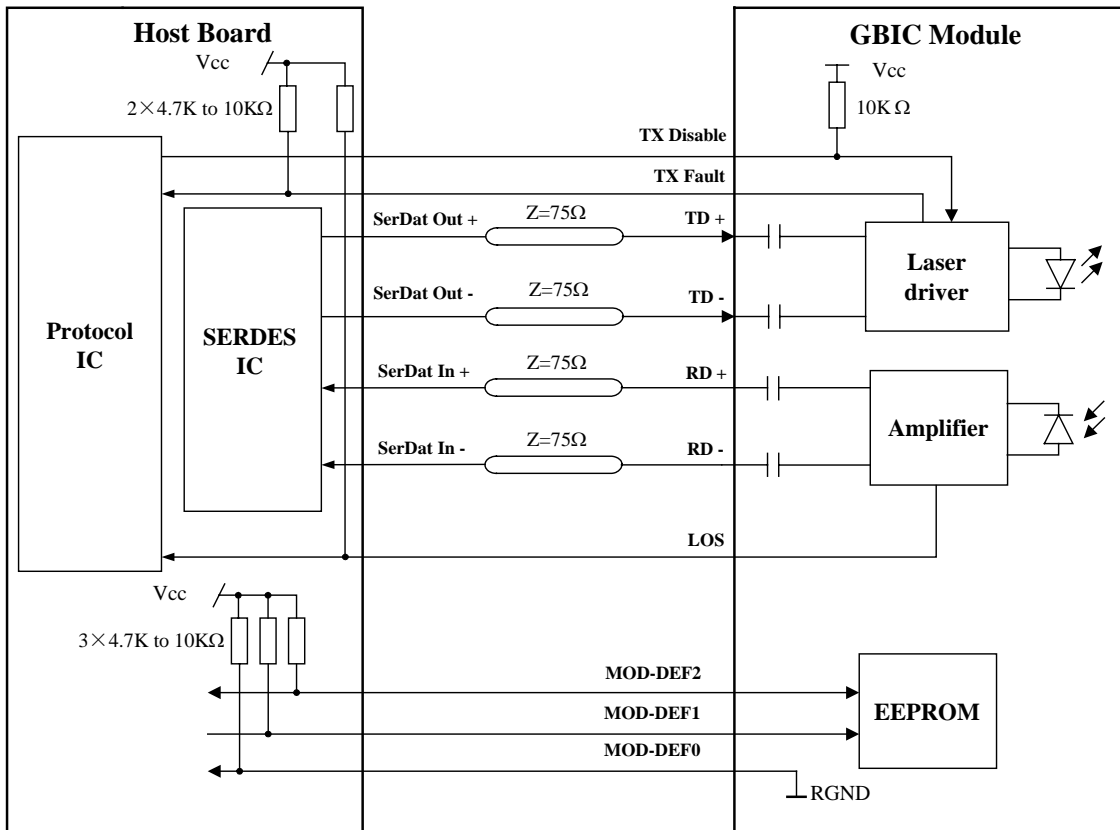 Host Board
GBIC Module
Vcc
Vcc
2×4.7K to 10KΩ
10K Ω
TX Disable
TX Fault
SerDat Out +
Z=75Ω
TD +
Laser
driver
SerDat Out -
Z=75Ω
TD -
Protocol
IC
SERDES
IC
SerDat In +
Z=75Ω
RD +
Amplifier
SerDat In -
Z=75Ω
RD -
LOS
Vcc
3×4.7K to 10KΩ
MOD-DEF2
MOD-DEF1
EEPROM
MOD-DEF0
RGND